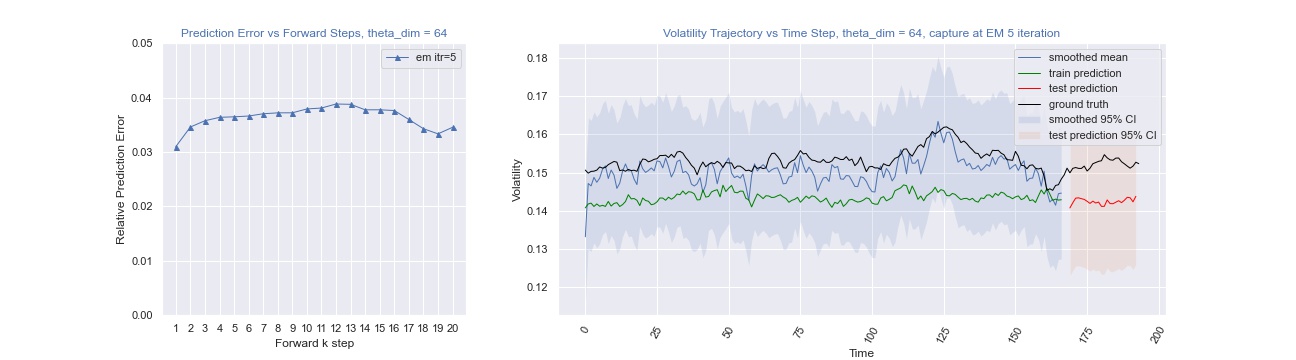 Prediction Error vs Forward Steps, theta_dim = 64
0.05
0.04
0.03
0.02
0.01
0.00
Relative Prediction Error
em itr=5
1 2 3 4 5 6 7 8 9 10 11 12 13 14 15 16 17 18 19 20
Forward k step
Volatility Trajectory vs Time Step, theta_dim = 64, capture at EM 5 iteration
0.18
0.17
0.16
0.15
0.14
0.13
0.12
Volatility
smoothed mean
train prediction
test prediction
ground truth
smoothed 95% CI
test prediction 95% CI
0 25 50 75 100 125 150 175 200
Time